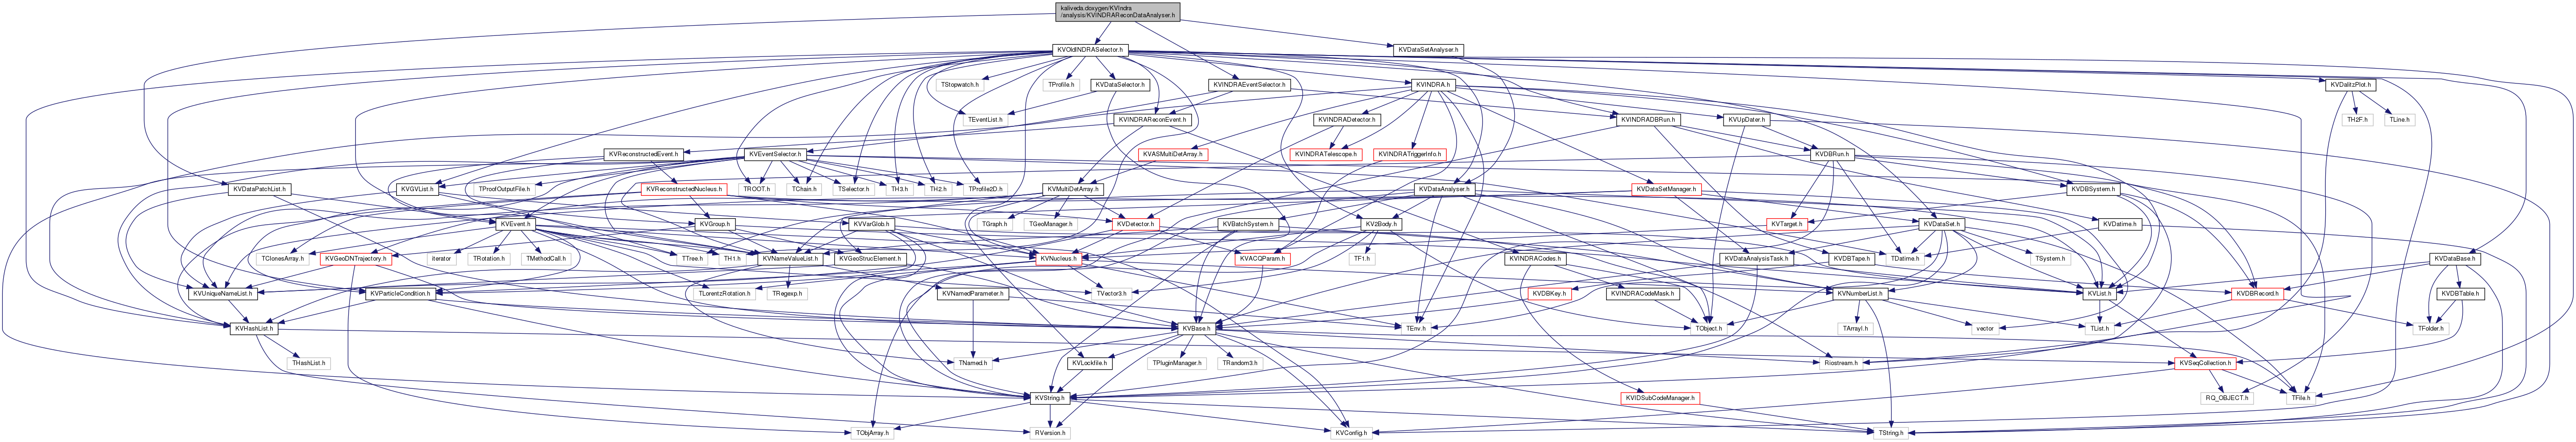 kaliveda.doxygen/KVIndra
/analysis/KVINDRAReconDataAnalyser.h
KVOldINDRASelector.h
KVDataSetAnalyser.h
TStopwatch.h
TProfile.h
KVDataSelector.h
KVINDRAEventSelector.h
KVINDRA.h
KVDalitzPlot.h
TEventList.h
KVINDRAReconEvent.h
KVINDRADetector.h
KVINDRADBRun.h
KVUpDater.h
TH2F.h
TLine.h
KVReconstructedEvent.h
KVEventSelector.h
KVASMultiDetArray.h
KVINDRATelescope.h
KVINDRATriggerInfo.h
KVDBRun.h
KVDataPatchList.h
KVGVList.h
TProofOutputFile.h
KVReconstructedNucleus.h
TROOT.h
TChain.h
TSelector.h
TH3.h
TH2.h
TProfile2D.h
KVMultiDetArray.h
KVDataAnalyser.h
KVDataSetManager.h
KVDBSystem.h
KVEvent.h
KVGroup.h
KVVarGlob.h
TGraph.h
TGeoManager.h
KVDetector.h
KVBatchSystem.h
KV2Body.h
KVTarget.h
KVDataSet.h
KVDatime.h
TClonesArray.h
KVGeoDNTrajectory.h
iterator
TRotation.h
TMethodCall.h
TTree.h
TH1.h
KVNameValueList.h
KVGeoStrucElement.h
KVNucleus.h
KVACQParam.h
TF1.h
KVINDRACodes.h
KVDataAnalysisTask.h
KVDBTape.h
TDatime.h
TSystem.h
KVDataBase.h
KVUniqueNameList.h
KVParticleCondition.h
TLorentzRotation.h
TRegexp.h
TVector3.h
KVNamedParameter.h
KVDBKey.h
KVINDRACodeMask.h
KVNumberList.h
KVList.h
KVDBRecord.h
KVDBTable.h
KVHashList.h
KVBase.h
TEnv.h
TObject.h
TArrayI.h
vector
TList.h
TFolder.h
THashList.h
TNamed.h
KVLockfile.h
TPluginManager.h
TRandom3.h
Riostream.h
KVSeqCollection.h
KVString.h
KVIDSubCodeManager.h
RQ_OBJECT.h
TFile.h
TObjArray.h
RVersion.h
KVConfig.h
TString.h